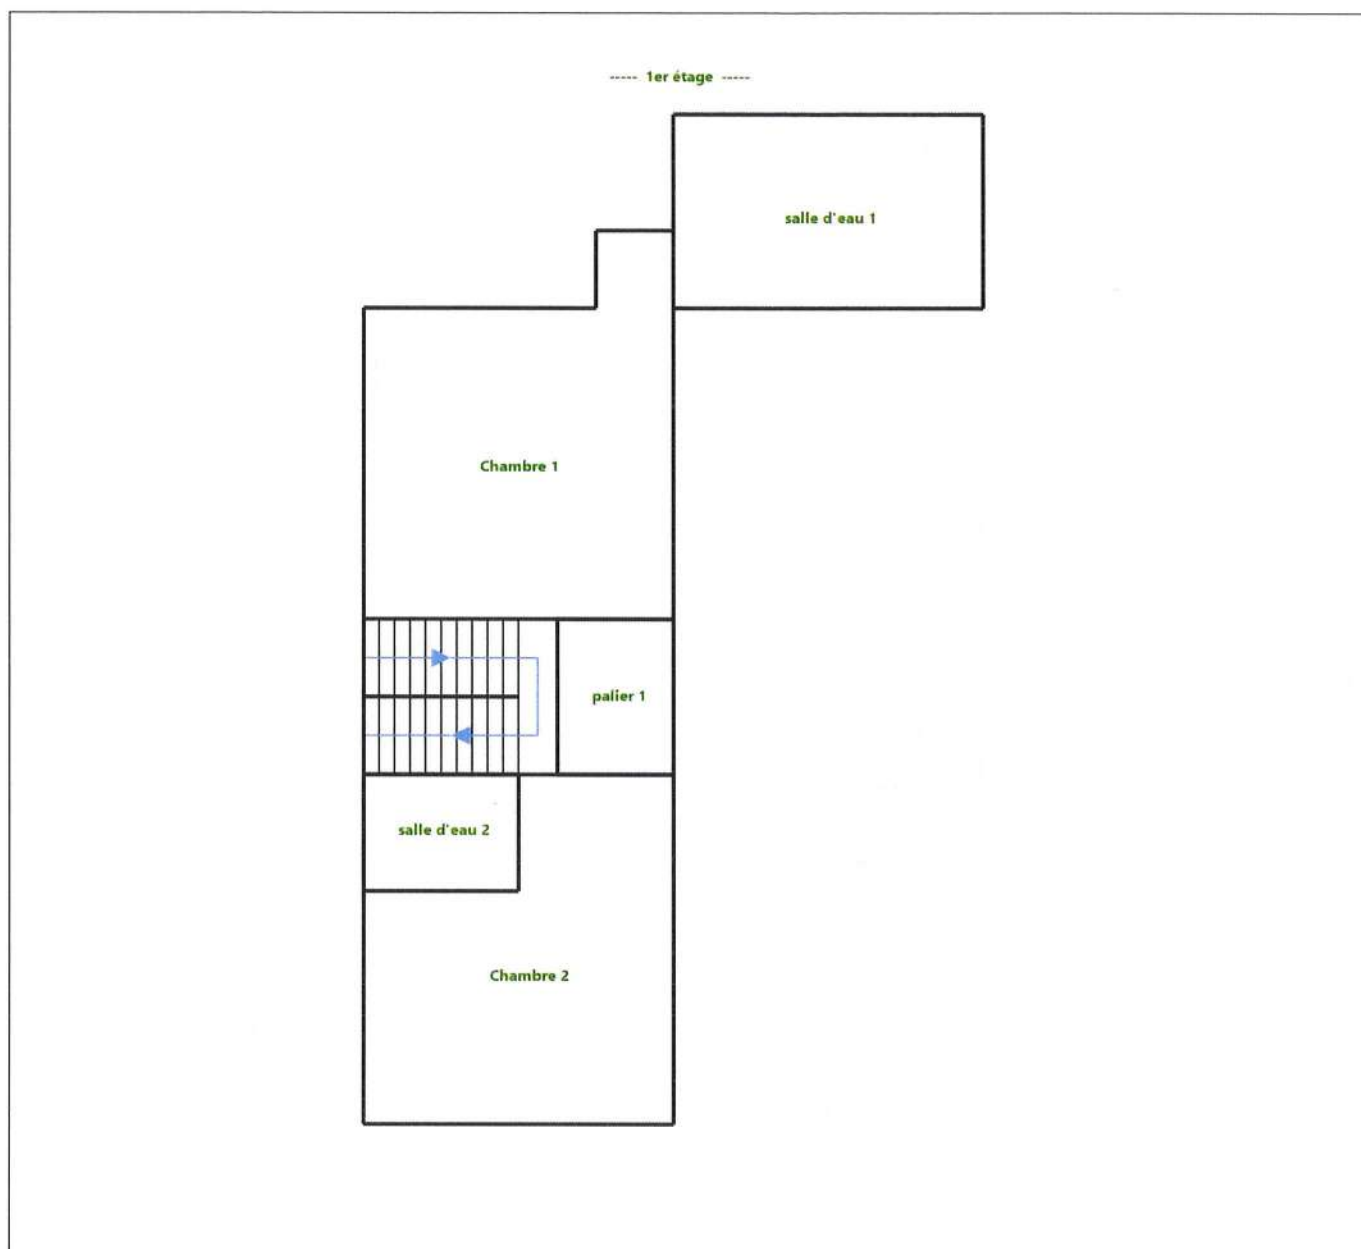 ----- 1er étage -----
salle d'eau 1
Chambre 1
palier 1
salle d'eau 2
Chambre 2